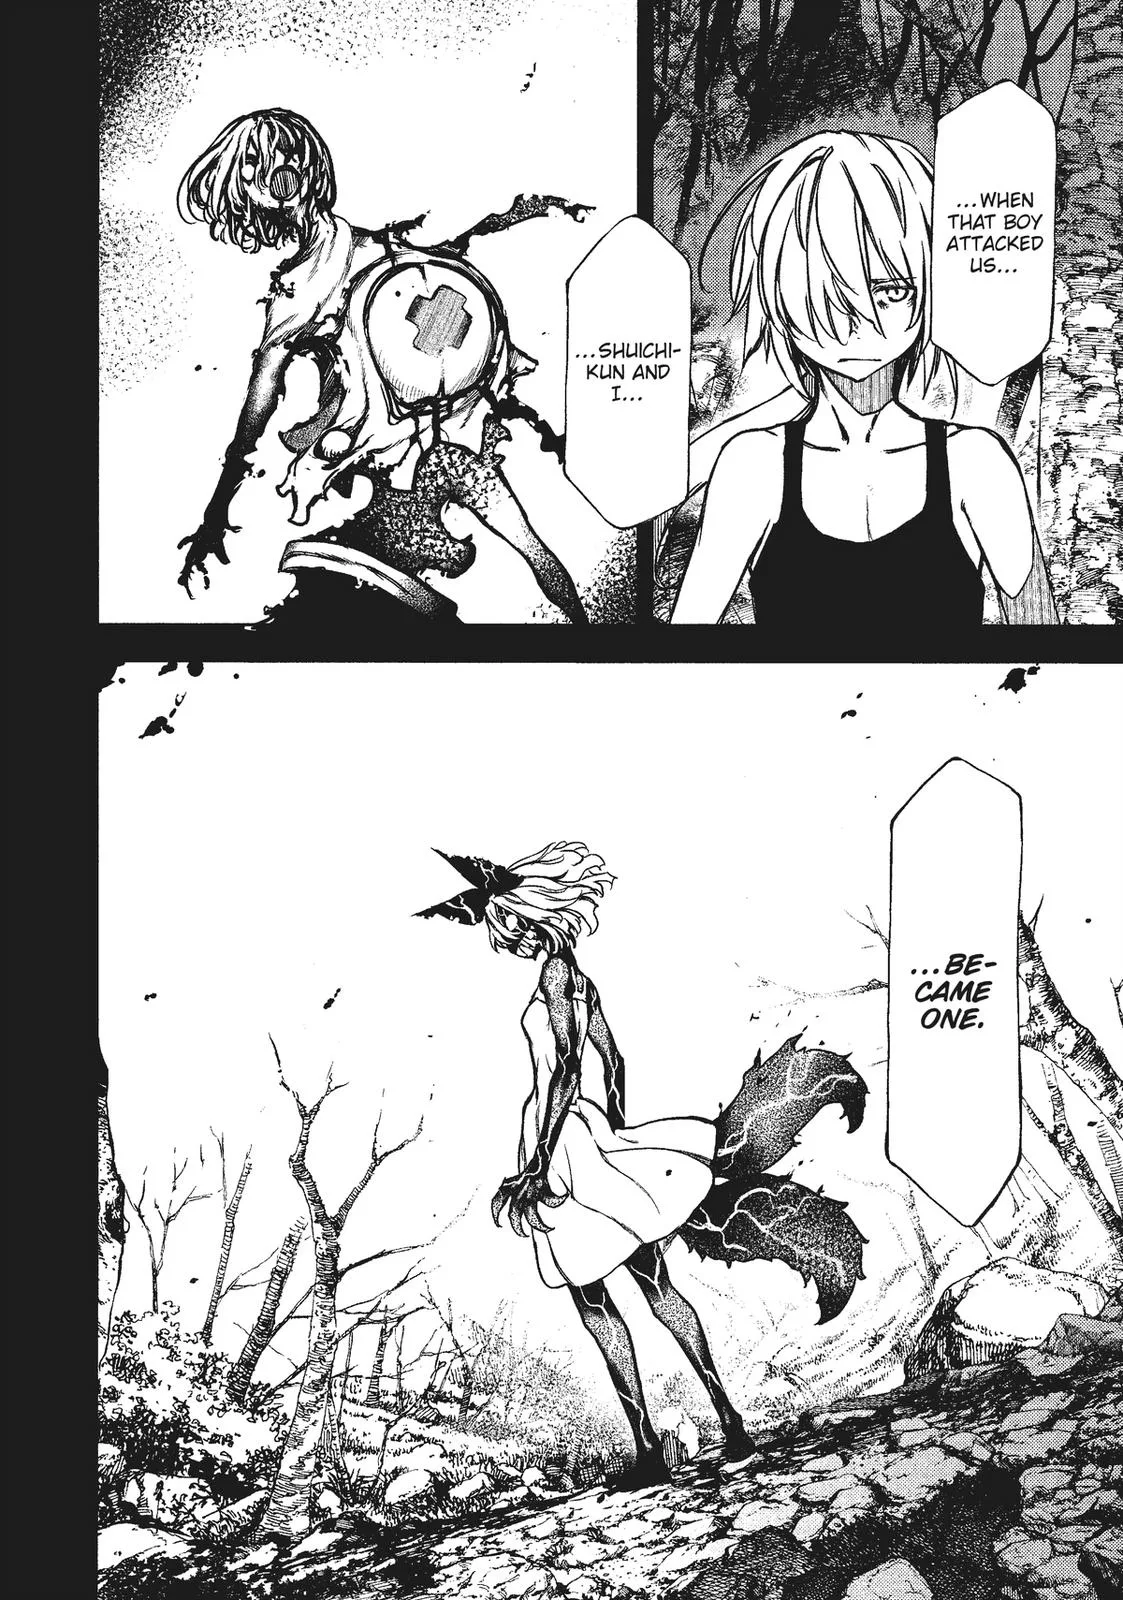 ...WHEN
THAT BOY
ATTACKED
US...
...SHUICHI-
KUN AND
I...
...BE-
CAME
ONE.